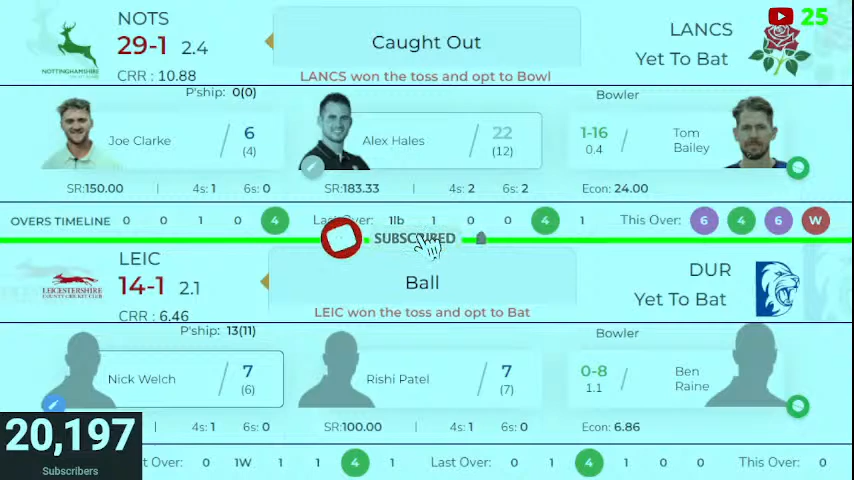 NOTS
29-1 2.4
CRR : 10.88
NOTTINGHAMSHIRE
Caught Out
LANCS won the toss and opt to Bowl
25
LANCS
Yet To Bat
P'ship: 0(0)
Bowler
Joe Clarke / 6 (4)
Alex Hales / 22 (12)
1-16 / 0.4 Tom Bailey
SR:150.00 | 4s: 1 6s: 0
SR:183.33 | 4s: 2 6s: 2
Econ: 24.00
OVERS TIMELINE 0 0 1 0 4 Last Over: 1lb 1 0 0 4 1 This Over: 6 4 6 W
SUBSCRIBED
LEIC
14-1 2.1
CRR : 6.46
LEICESTERSHIRE
COUNTY CRICKET CLUB
Ball
LEIC won the toss and opt to Bat
DUR
Yet To Bat
P'ship: 13(11)
Bowler
Nick Welch / 7 (6)
Rishi Patel / 7 (7)
0-8 / 1.1 Ben Raine
4s: 1 6s: 0
SR:100.00 | 4s: 1 6s: 0
Econ: 6.86
20,197
Subscribers
t Over: 0 1W 1 1 4 1 Last Over: 0 1 4 1 0 0 This Over: 0